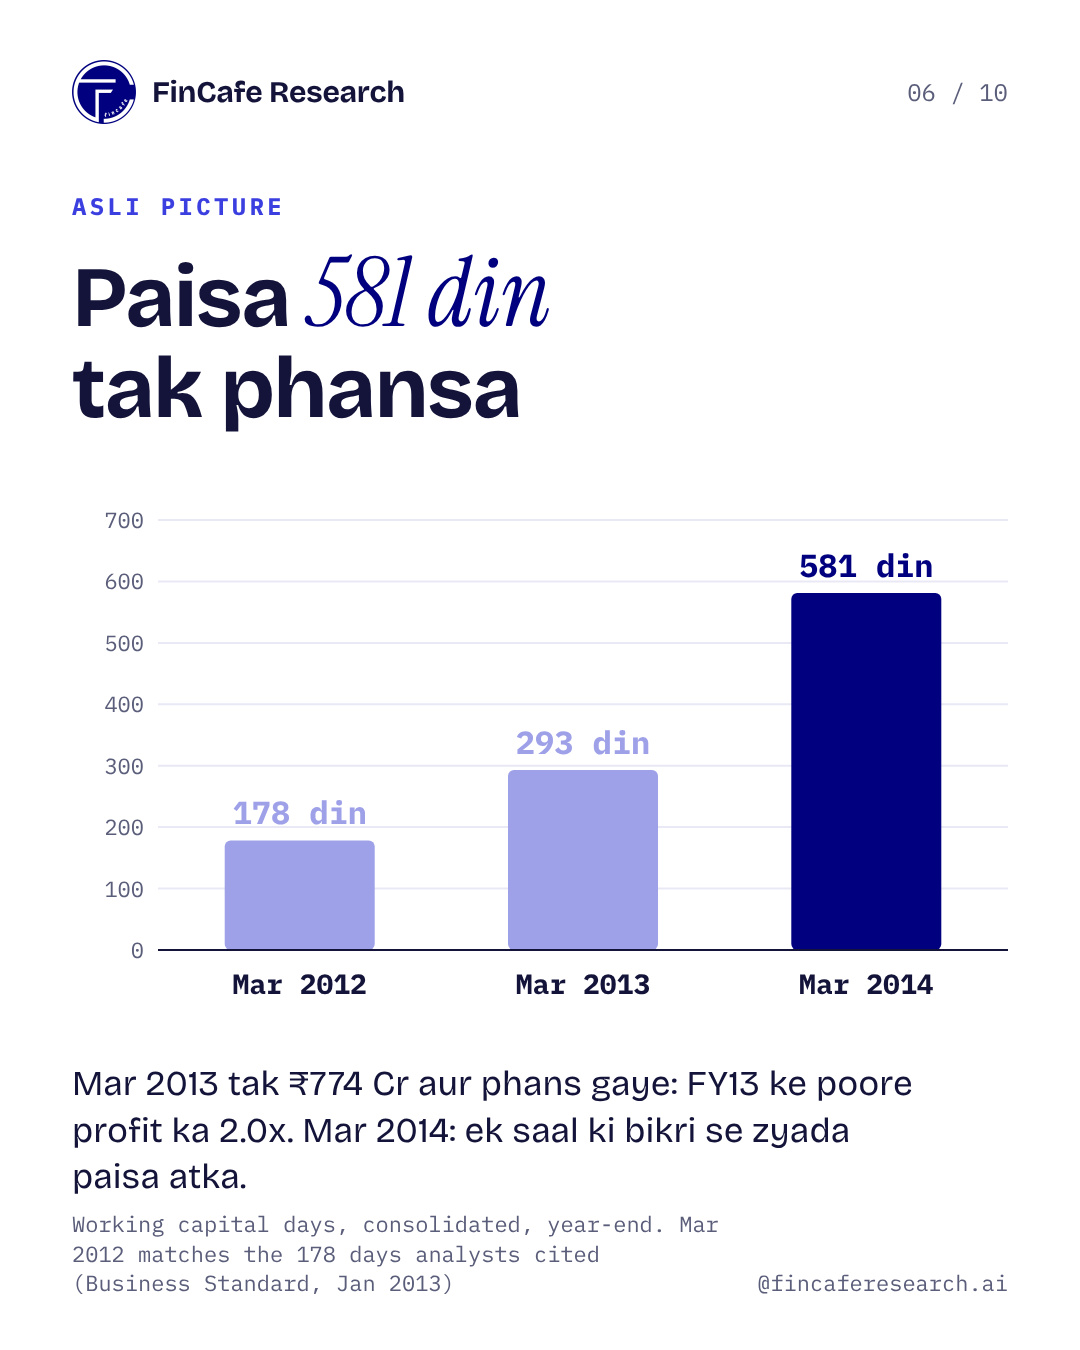 FinCafe Research
06 / 10
ASLI PICTURE
Paisa 581 din
tak phansa
700
600
500
400
300
200
100
0
178 din
293 din
581 din
Mar 2012
Mar 2013
Mar 2014
Mar 2013 tak ₹774 Cr aur phans gaye: FY13 ke poore
profit ka 2.0x. Mar 2014: ek saal ki bikri se zyada
paisa atka.
Working capital days, consolidated, year-end. Mar
2012 matches the 178 days analysts cited
(Business Standard, Jan 2013)
@fincaferesearch.ai